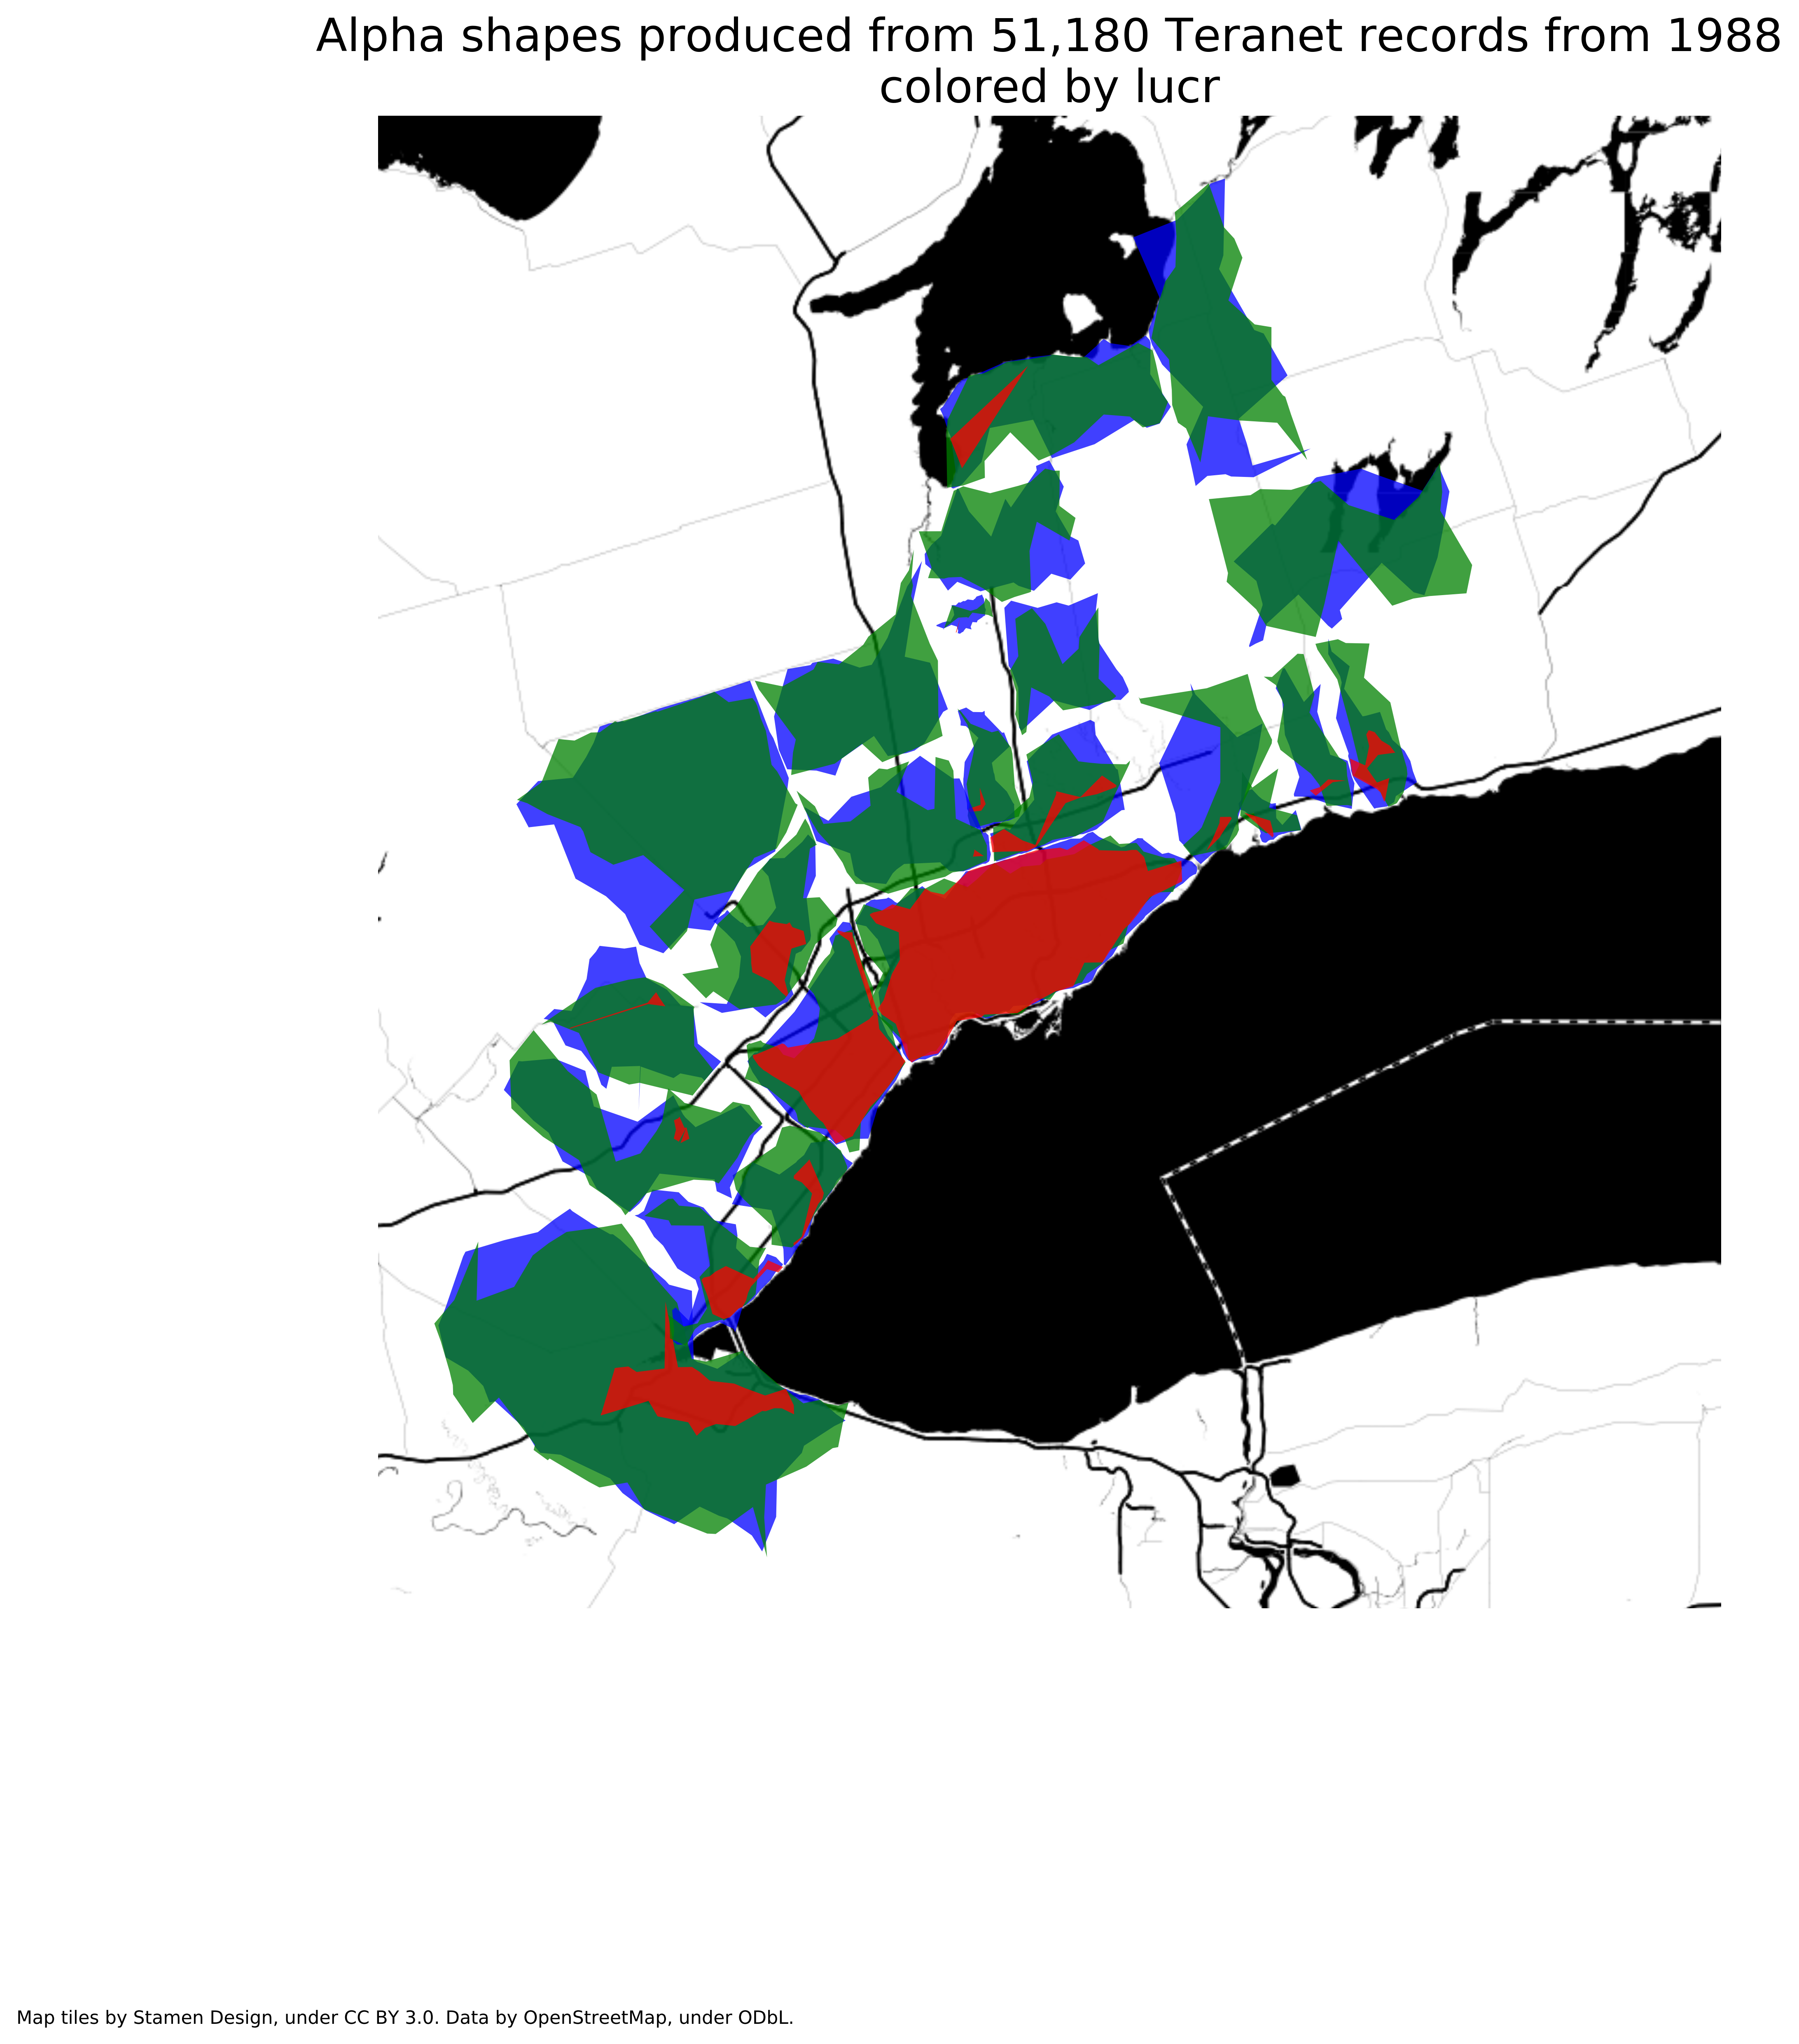 Alpha shapes produced from 51,180 Teranet records from 1988
colored by lucr
Map tiles by Stamen Design, under CC BY 3.0. Data by OpenStreetMap, under ODbL.